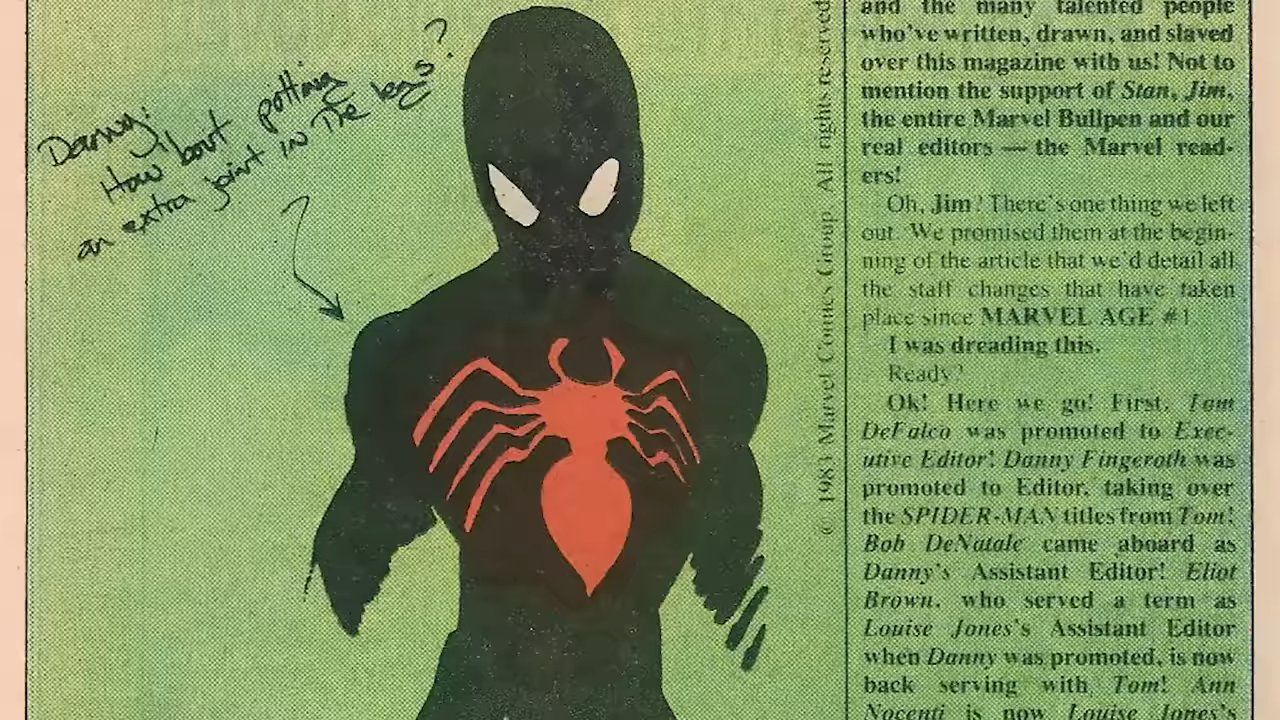 Danny:
How 'bout putting
an extra joint in The legs?
© 1983 Marvel Comics Group. All rights reserved
and the many talented people
who've written, drawn, and slaved
over this magazine with us! Not to
mention the support of Stan, Jim,
the entire Marvel Bullpen and our
real editors — the Marvel read-
ers!
Oh, Jim? There's one thing we left
out. We promised them at the begin-
ning of the article that we'd detail all
the staff changes that have taken
place since MARVEL AGE #1.
I was dreading this.
Ready?
Ok! Here we go! First, Tom
DeFalco was promoted to Exec-
utive Editor! Danny Fingeroth was
promoted to Editor, taking over
the SPIDER-MAN titles from Tom!
Bob DeNatale came aboard as
Danny's Assistant Editor! Eliot
Brown, who served a term as
Louise Jones's Assistant Editor
when Danny was promoted, is now
back serving with Tom! Ann
Nocenti is now Louise Jones's